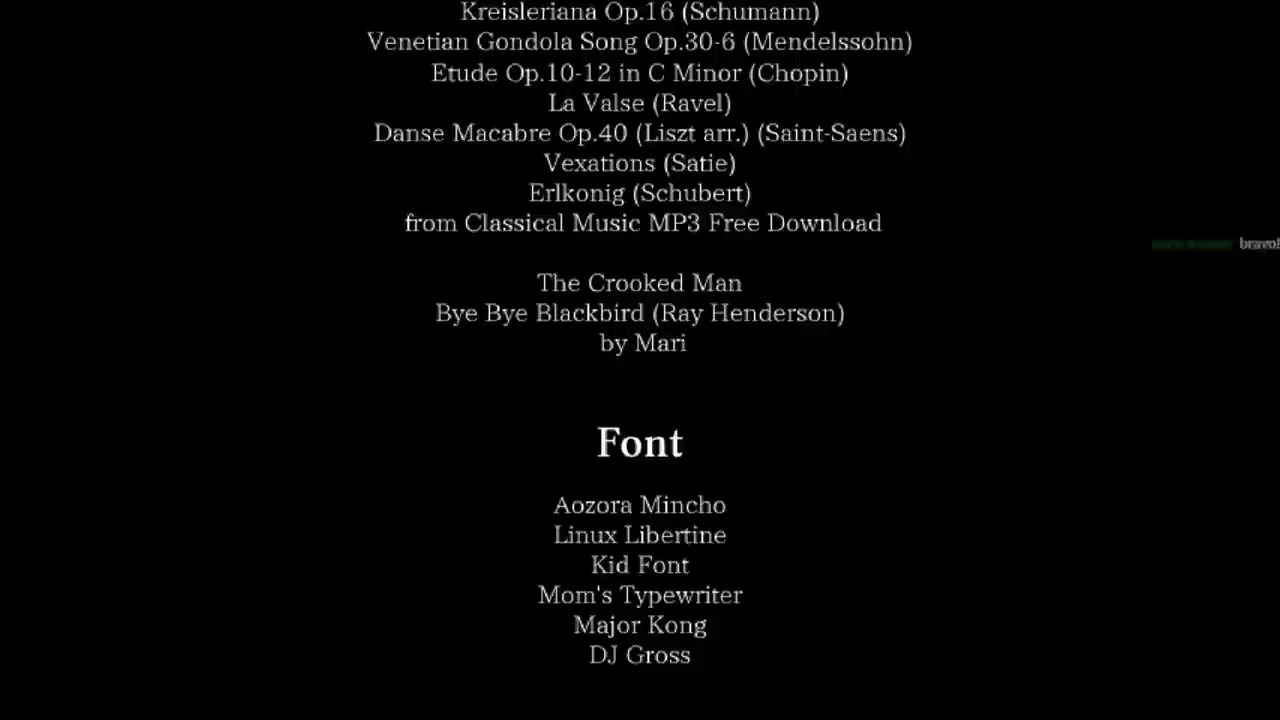 Kreisleriana Op.16 (Schumann)
Venetian Gondola Song Op.30-6 (Mendelssohn)
Etude Op.10-12 in C Minor (Chopin)
La Valse (Ravel)
Danse Macabre Op.40 (Liszt arr.) (Saint-Saens)
Vexations (Satie)
Erlkonig (Schubert)
from Classical Music MP3 Free Download
bravo!
The Crooked Man
Bye Bye Blackbird (Ray Henderson)
by Mari
Font
Aozora Mincho
Linux Libertine
Kid Font
Mom's Typewriter
Major Kong
DJ Gross